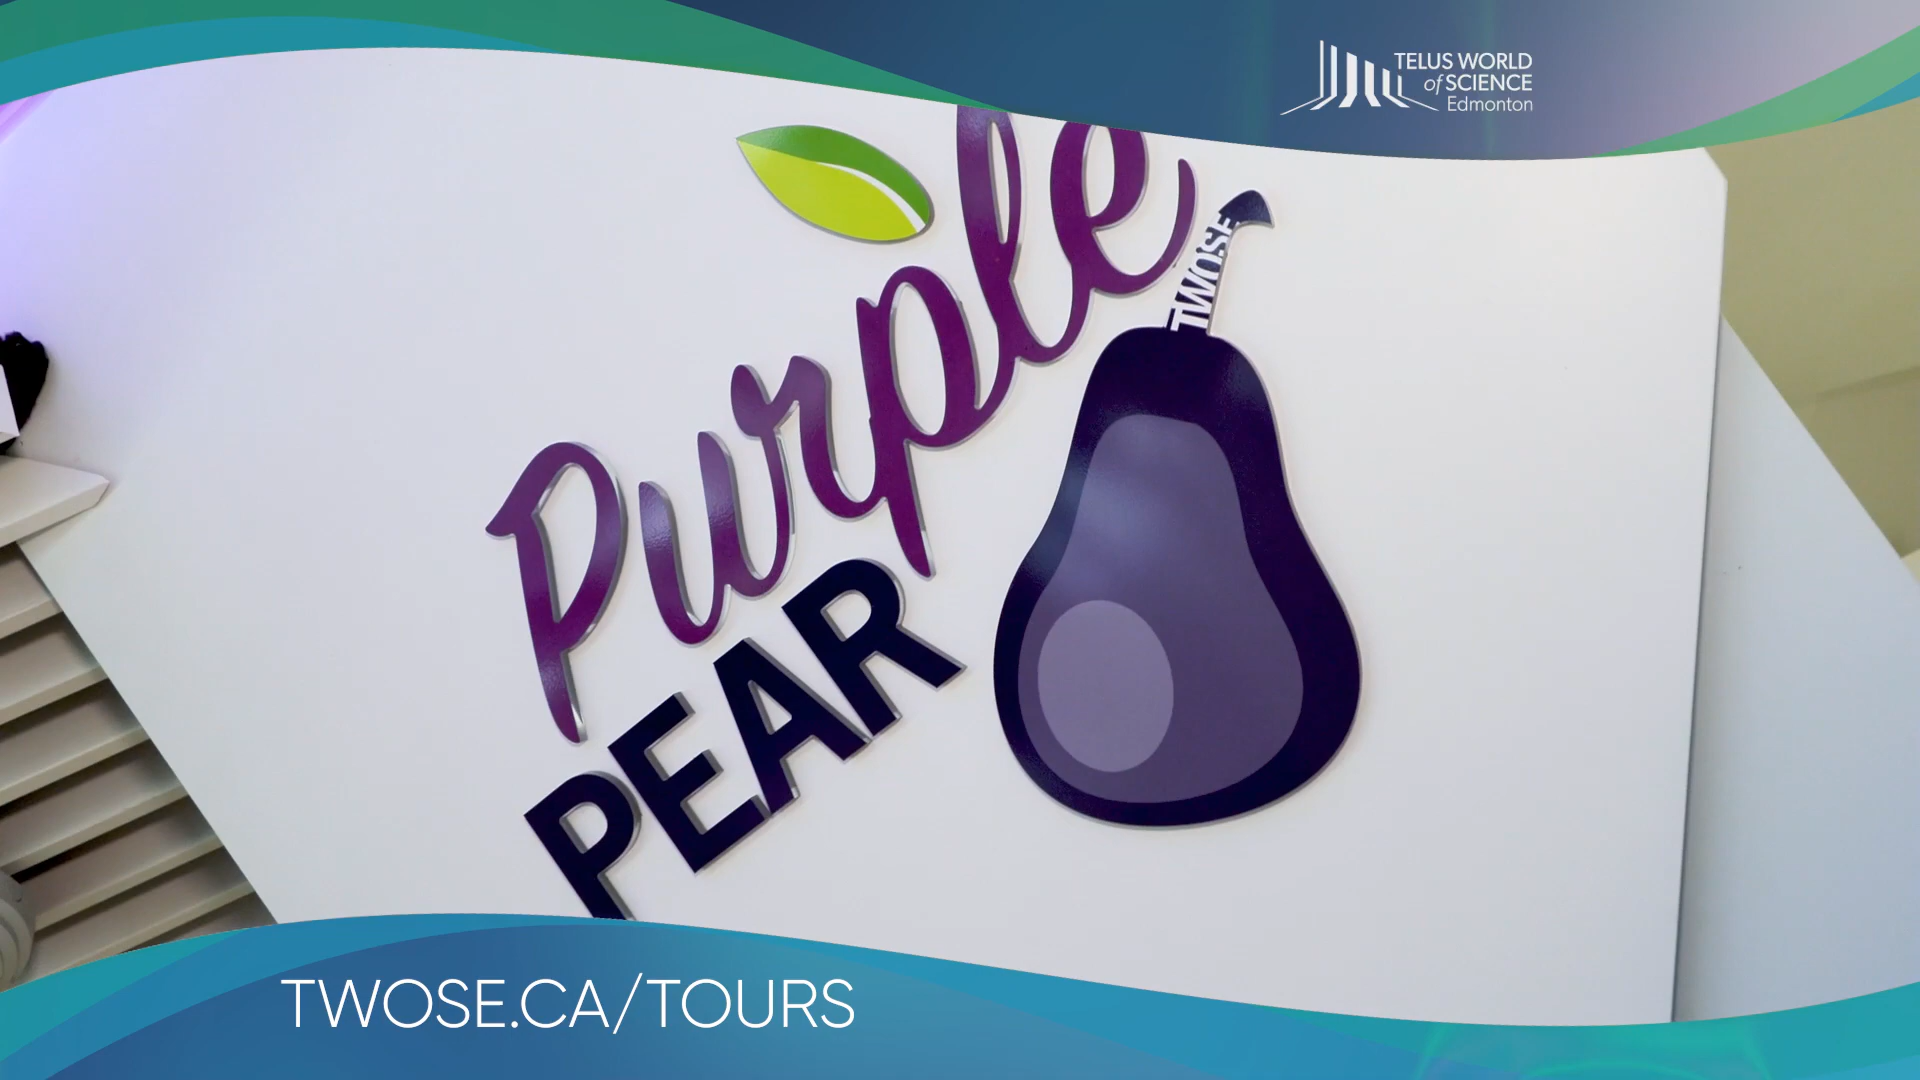 TELUS WORLD
of SCIENCE
Edmonton
Purple
PEAR
TWOSE
TWOSE.CA/TOURS